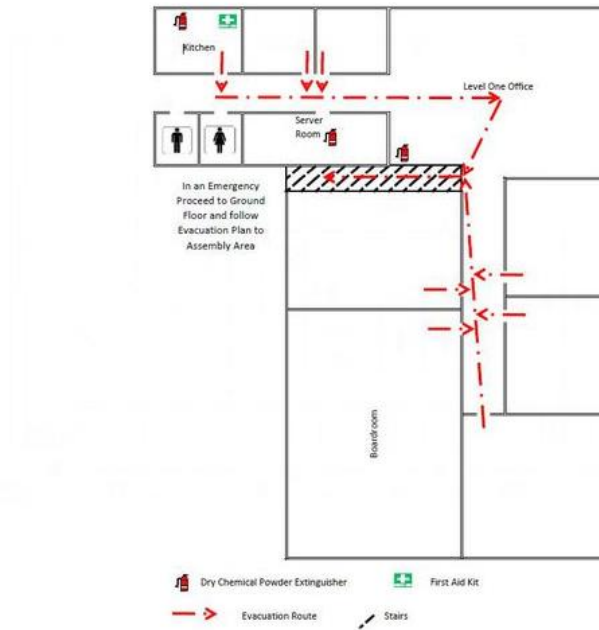 Kitchen
Level One Office
Server
Room
In an Emergency
Proceed to Ground
Floor and follow
Evacuation Plan to
Assembly Area
Boardroom
Dry Chemical Powder Extinguisher
First Aid Kit
Evacuation Route
Stairs